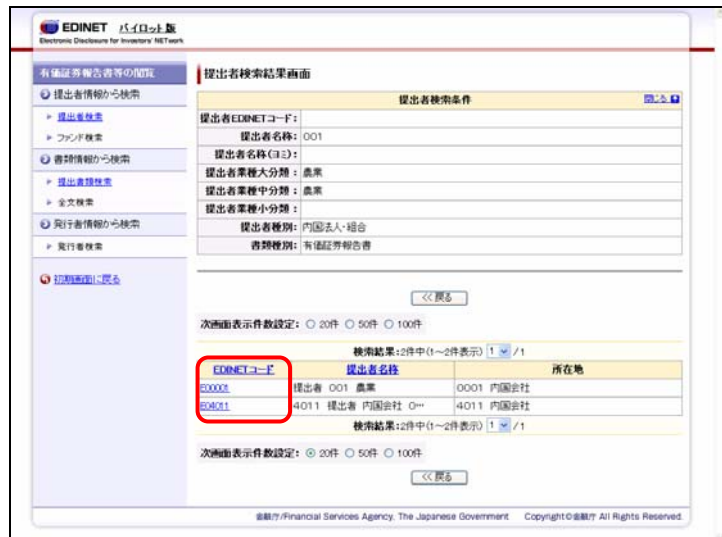 EDINET パイロット版
Electronic Disclosure for Investors' NETwork
有価証券報告書等の閲覧
提出者情報から検索
提出者検索
ファンド検索
書類情報から検索
提出書類検索
全文検索
発行者情報から検索
発行者検索
初期画面に戻る
提出者検索結果画面
提出者検索条件 閉じる
提出者EDINETコード:
提出者名称: 001
提出者名称(ヨミ):
提出者業種大分類: 農業
提出者業種中分類: 農業
提出者業種小分類:
提出者種別: 内国法人・組合
書類種別: 有価証券報告書
<<戻る
次画面表示件数設定: 20件 50件 100件
検索結果:2件中(1~2件表示) 1 / 1
EDINETコード 提出者名称 所在地
E00001 提出者 001 農業 0001 内国会社
E04011 4011 提出者 内国会社 0… 4011 内国会社
検索結果:2件中(1~2件表示) 1 / 1
次画面表示件数設定: 20件 50件 100件
<<戻る
金融庁/Financial Services Agency, The Japanese Government Copyright©金融庁 All Rights Reserved.